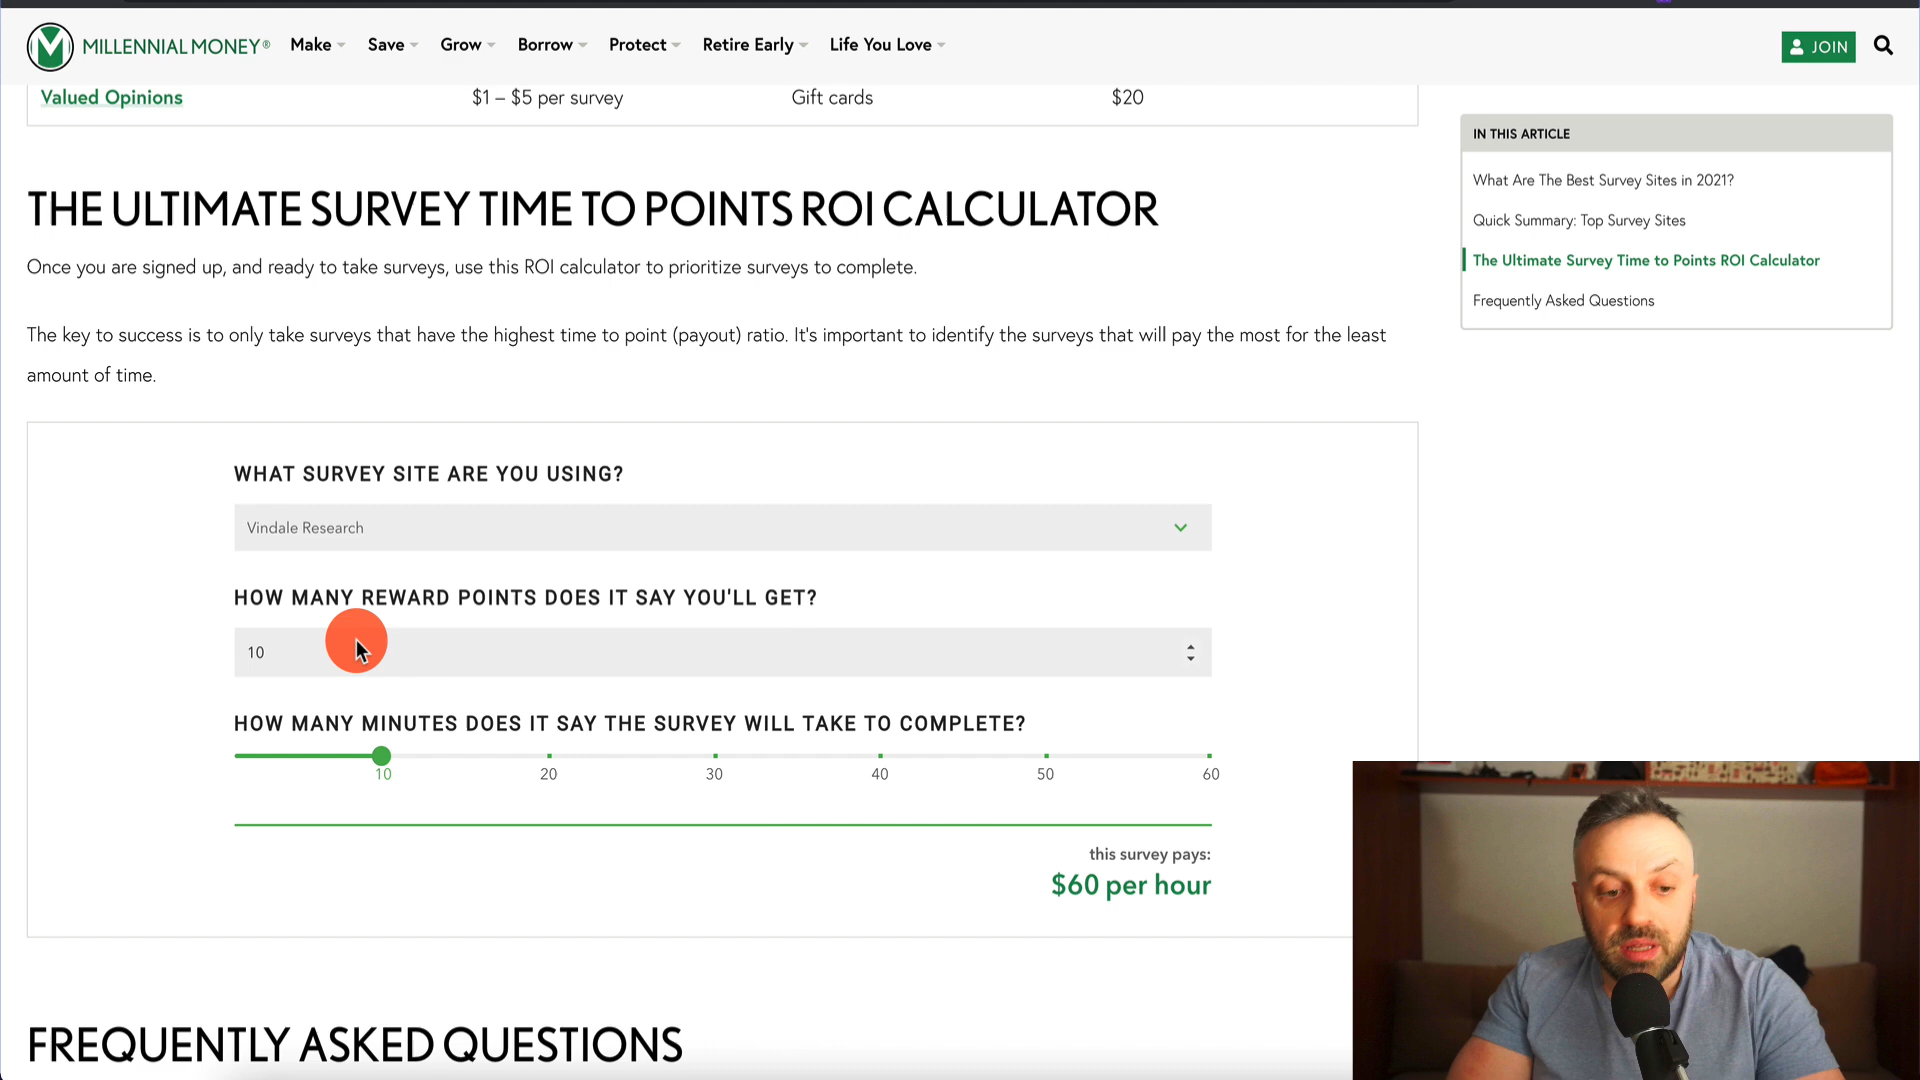 MILLENNIAL MONEY®
Make
Save
Grow
Borrow
Protect
Retire Early
Life You Love
JOIN
Valued Opinions
$1 – $5 per survey
Gift cards
$20
THE ULTIMATE SURVEY TIME TO POINTS ROI CALCULATOR
Once you are signed up, and ready to take surveys, use this ROI calculator to prioritize surveys to complete.
The key to success is to only take surveys that have the highest time to point (payout) ratio. It's important to identify the surveys that will pay the most for the least
amount of time.
WHAT SURVEY SITE ARE YOU USING?
Vindale Research
HOW MANY REWARD POINTS DOES IT SAY YOU'LL GET?
10
HOW MANY MINUTES DOES IT SAY THE SURVEY WILL TAKE TO COMPLETE?
10
20
30
40
50
60
this survey pays:
$60 per hour
FREQUENTLY ASKED QUESTIONS
IN THIS ARTICLE
What Are The Best Survey Sites in 2021?
Quick Summary: Top Survey Sites
The Ultimate Survey Time to Points ROI Calculator
Frequently Asked Questions